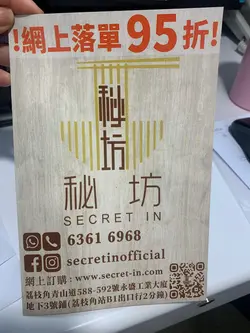 !網上落單95折!
秘坊
秘 坊
SECRET IN
6361 6968
secretinofficial
網上訂購:www.secret-in.com
荔枝角青山道588-592號永盛工業大廈
地下3號鋪(荔枝角站B1出口行2分鐘)